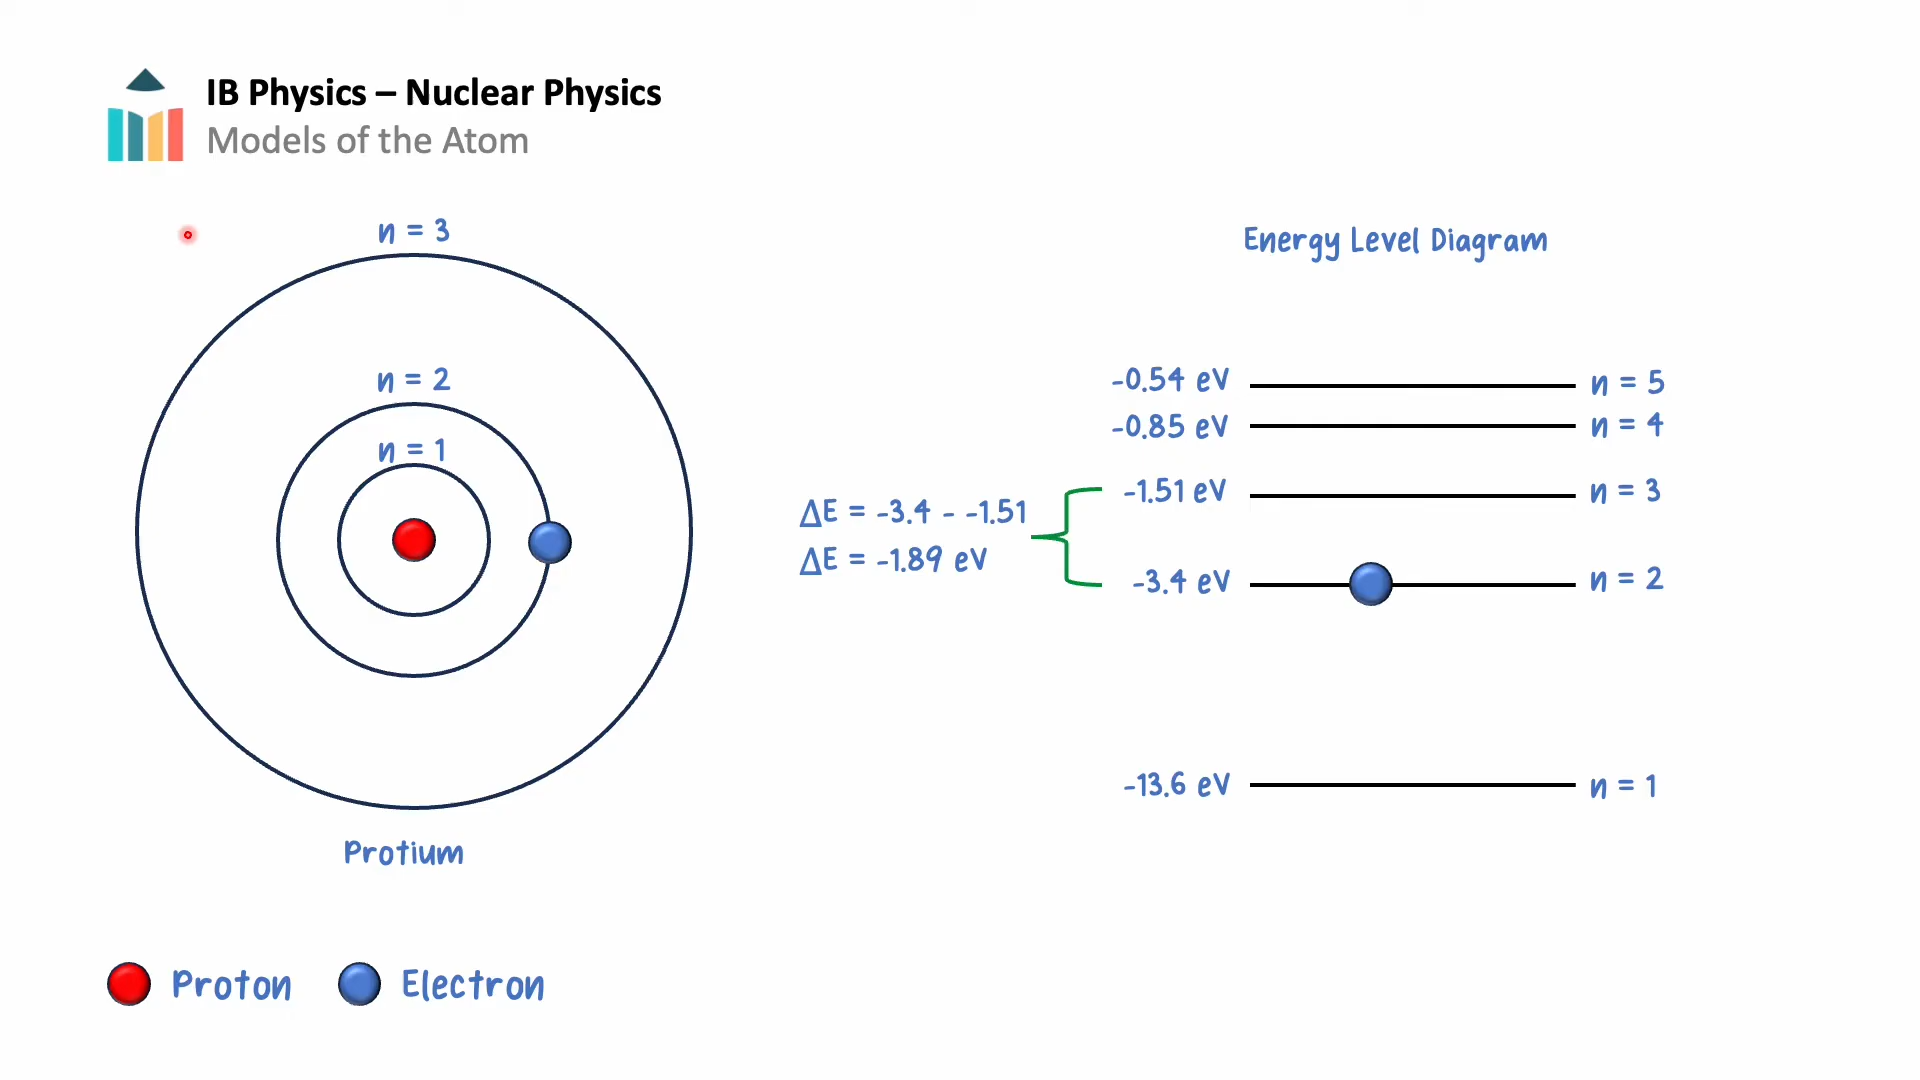 IB Physics – Nuclear Physics
Models of the Atom
n = 3
n = 2
n = 1
Protium
Proton
Electron
Energy Level Diagram
-0.54 eV
n = 5
-0.85 eV
n = 4
-1.51 eV
n = 3
ΔE = -3.4 - -1.51
ΔE = -1.89 eV
-3.4 eV
n = 2
-13.6 eV
n = 1